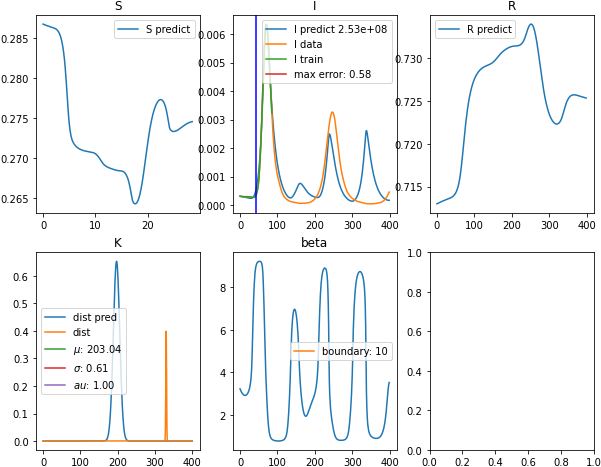 S
I
R
0.285
0.280
0.275
0.270
0.265
0 10 20
S predict
0.006
0.005
0.004
0.003
0.002
0.001
0.000
0 100 200 300 400
I predict 2.53e+08
I data
I train
max error: 0.58
0.730
0.725
0.720
0.715
0 200 400
R predict
K
beta
0.6
0.5
0.4
0.3
0.2
0.1
0.0
0 100 200 300 400
dist pred
dist
μ: 203.04
σ: 0.61
au: 1.00
8
6
4
2
0 100 200 300 400
boundary: 10
1.0
0.8
0.6
0.4
0.2
0.0
0.0 0.2 0.4 0.6 0.8 1.0